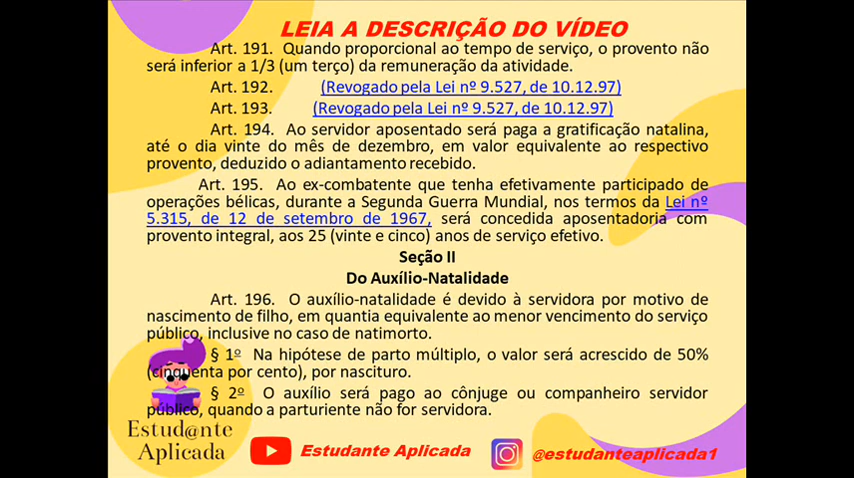 LEIA A DESCRIÇÃO DO VÍDEO
Art. 191. Quando proporcional ao tempo de serviço, o provento não
será inferior a 1/3 (um terço) da remuneração da atividade.
Art. 192. (Revogado pela Lei nº 9.527, de 10.12.97)
Art. 193. (Revogado pela Lei nº 9.527, de 10.12.97)
Art. 194. Ao servidor aposentado será paga a gratificação natalina,
até o dia vinte do mês de dezembro, em valor equivalente ao respectivo
provento, deduzido o adiantamento recebido.
Art. 195. Ao ex-combatente que tenha efetivamente participado de
operações bélicas, durante a Segunda Guerra Mundial, nos termos da Lei nº
5.315, de 12 de setembro de 1967, será concedida aposentadoria com
provento integral, aos 25 (vinte e cinco) anos de serviço efetivo.
Seção II
Do Auxílio-Natalidade
Art. 196. O auxílio-natalidade é devido à servidora por motivo de
nascimento de filho, em quantia equivalente ao menor vencimento do serviço
público, inclusive no caso de natimorto.
§ 1º Na hipótese de parto múltiplo, o valor será acrescido de 50%
(cinquenta por cento), por nascituro.
§ 2º O auxílio será pago ao cônjuge ou companheiro servidor
público, quando a parturiente não for servidora.
Estud@nte
Aplicada
Estudante Aplicada
@estudanteaplicada1